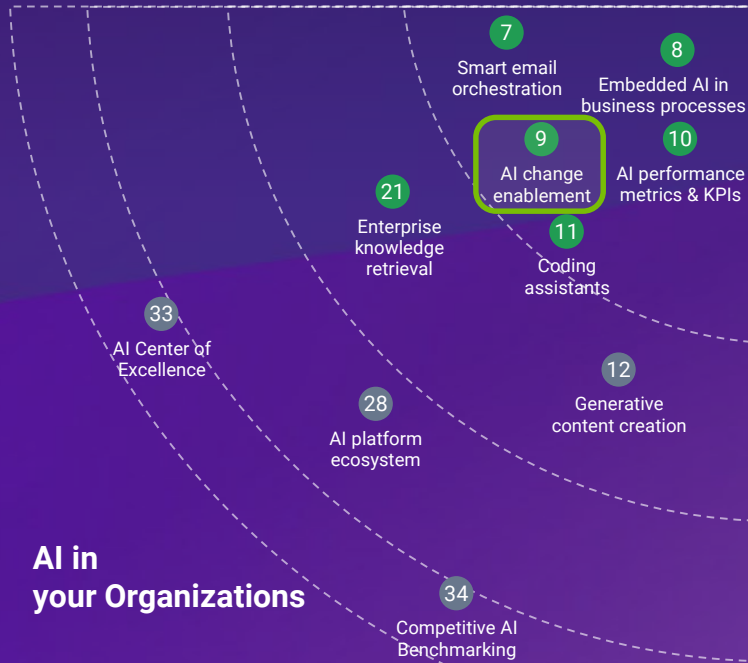 7
Smart email
orchestration
8
Embedded AI in
business processes
9
AI change
enablement
10
AI performance
metrics & KPIs
21
Enterprise
knowledge
retrieval
11
Coding
assistants
33
AI Center of
Excellence
12
Generative
content creation
28
AI platform
ecosystem
AI in
your Organizations
34
Competitive AI
Benchmarking